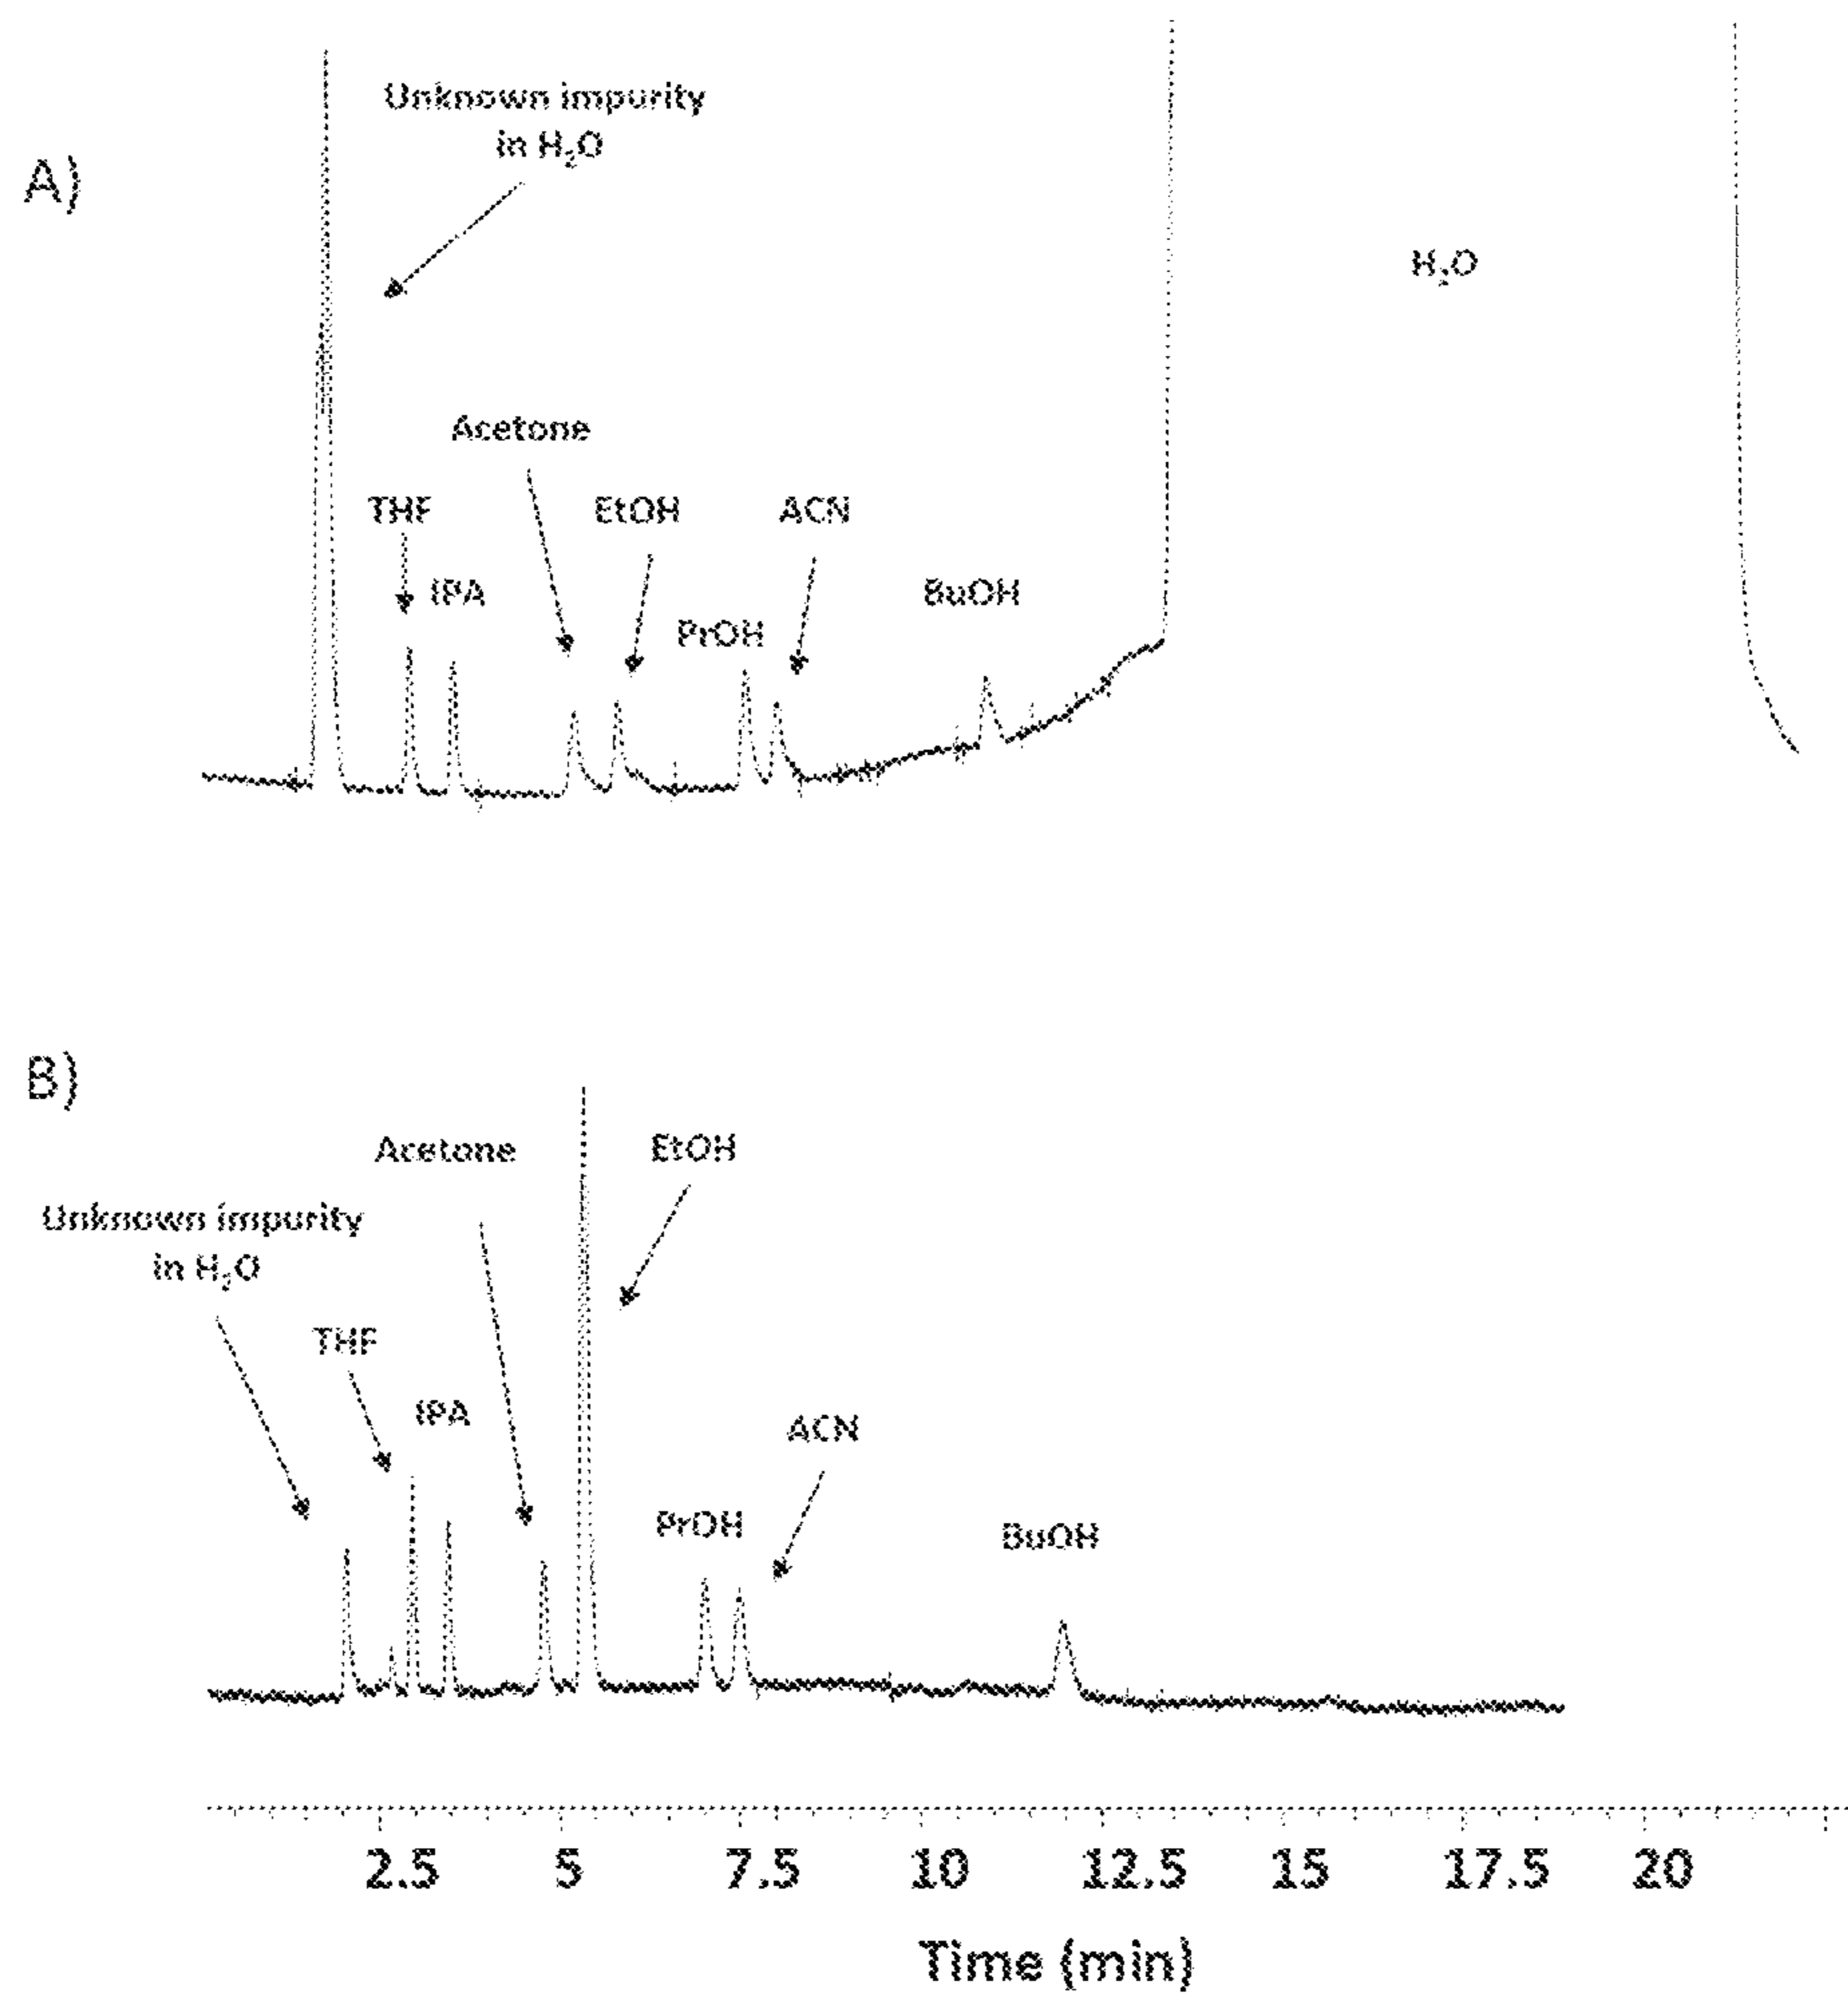 A)
Unknown impurity
in H₂O
H₂O
Acetone
THF
EtOH
ACN
IPA
BuOH
PrOH
B)
Acetone
EtOH
Unknown impurity
in H₂O
THF
IPA
ACN
PrOH
BuOH
2.5 5 7.5 10 12.5 15 17.5 20
Time (min)